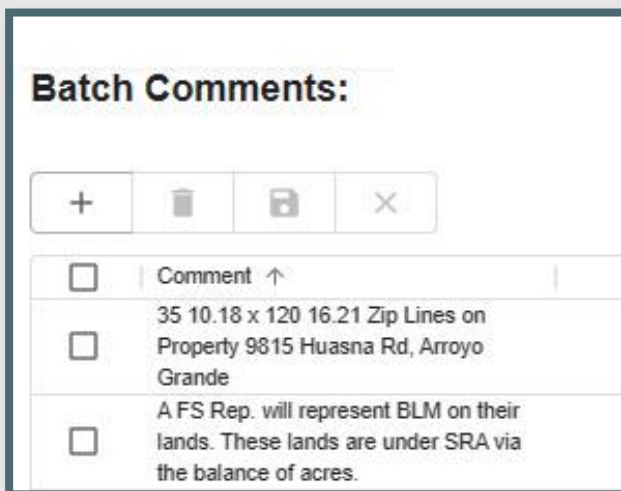 Batch Comments:
Comment ↑
35 10.18 x 120 16.21 Zip Lines on
Property 9815 Huasna Rd, Arroyo
Grande
A FS Rep. will represent BLM on their
lands. These lands are under SRA via
the balance of acres.